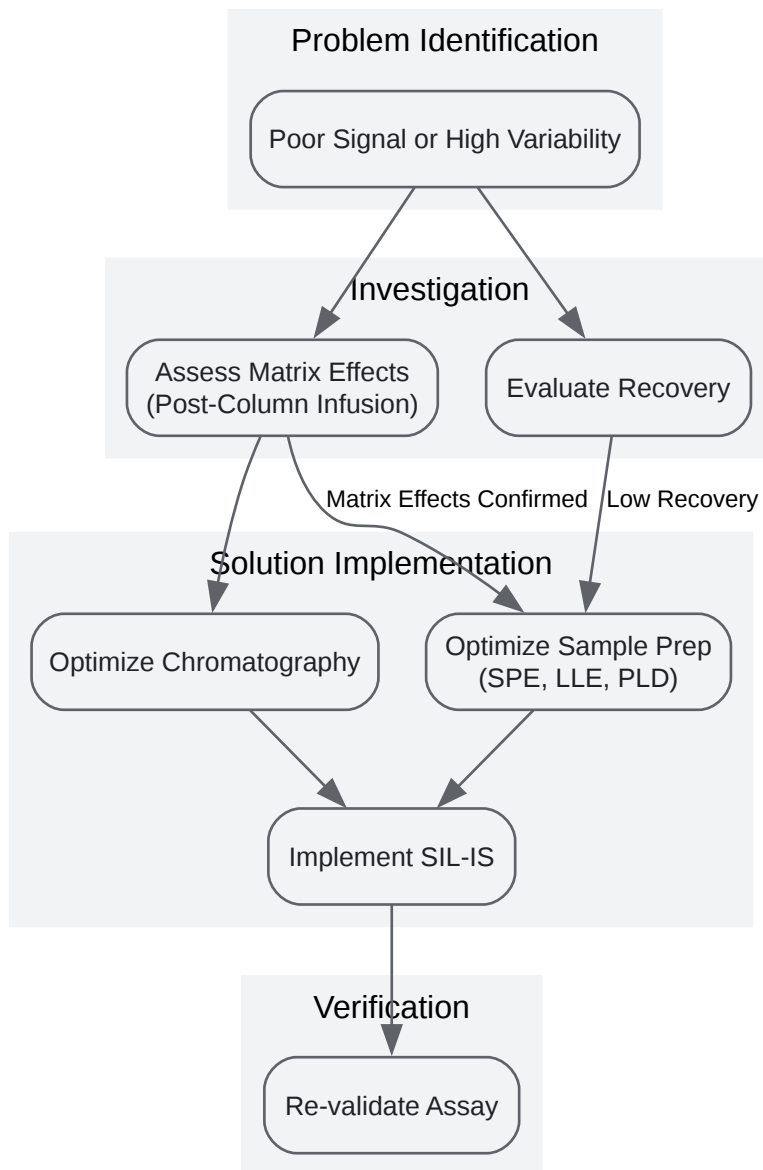 Problem Identification
Poor Signal or High Variability
Investigation
Assess Matrix Effects
(Post-Column Infusion)
Evaluate Recovery
Matrix Effects Confirmed
Low Recovery
Solution Implementation
Optimize Chromatography
Optimize Sample Prep
(SPE, LLE, PLD)
Implement SIL-IS
Verification
Re-validate Assay